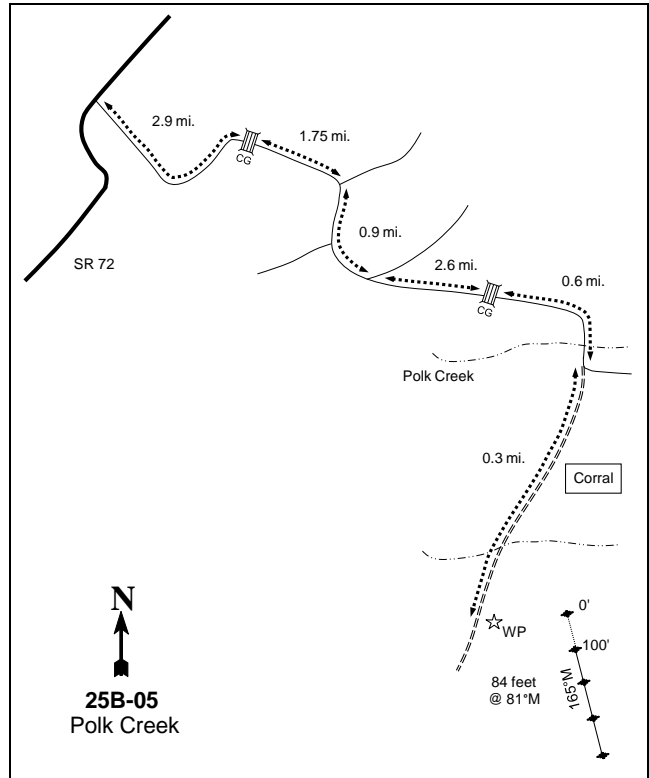 2.9 mi.
1.75 mi.
CG
0.9 mi.
SR 72
2.6 mi.
0.6 mi.
CG
Polk Creek
0.3 mi.
Corral
N
0'
WP
100'
84 feet
@ 81°M
165°M
25B-05
Polk Creek